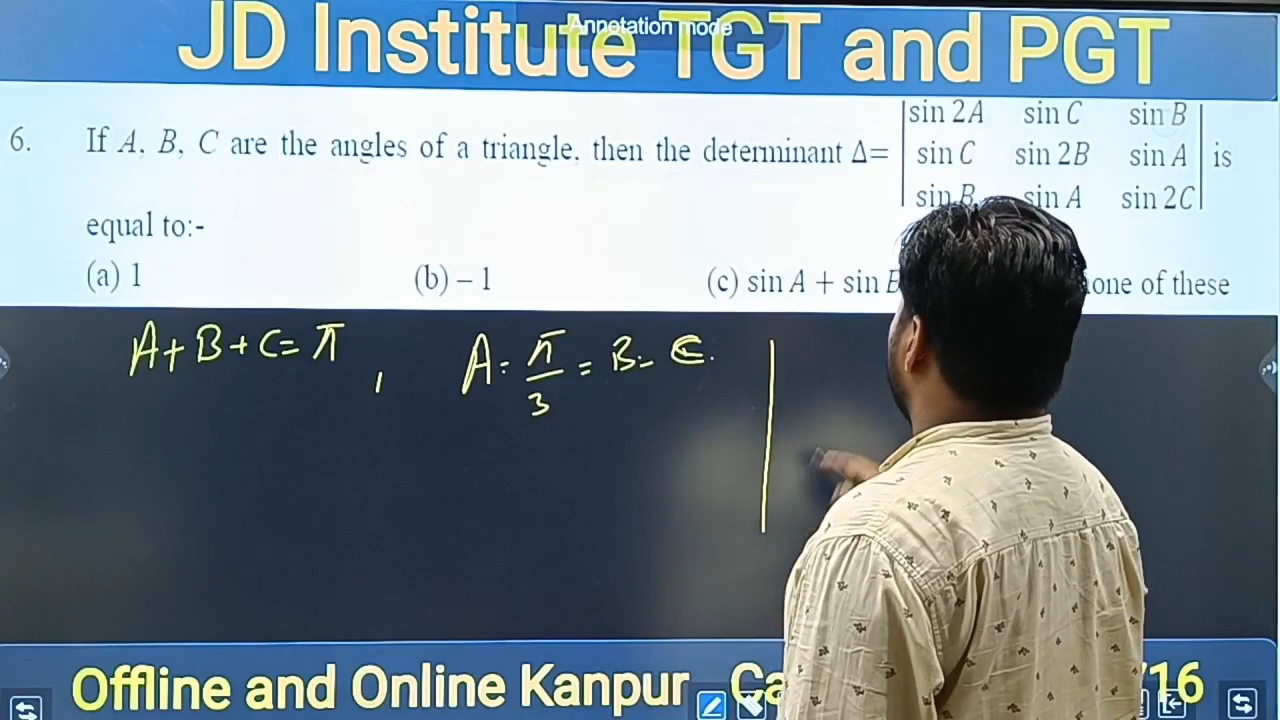 JD Institute TGT and PGT
Annotation mode
6. If A, B, C are the angles of a triangle, then the determinant Δ= |sin 2A sin C sin B| is
|sin C sin 2B sin A|
|sin B sin A sin 2C|
equal to:-
(a) 1 (b) – 1 (c) sin A + sin B one of these
A+B+C=π , A=π/3=B=C.
Offline and Online Kanpur Ca 16